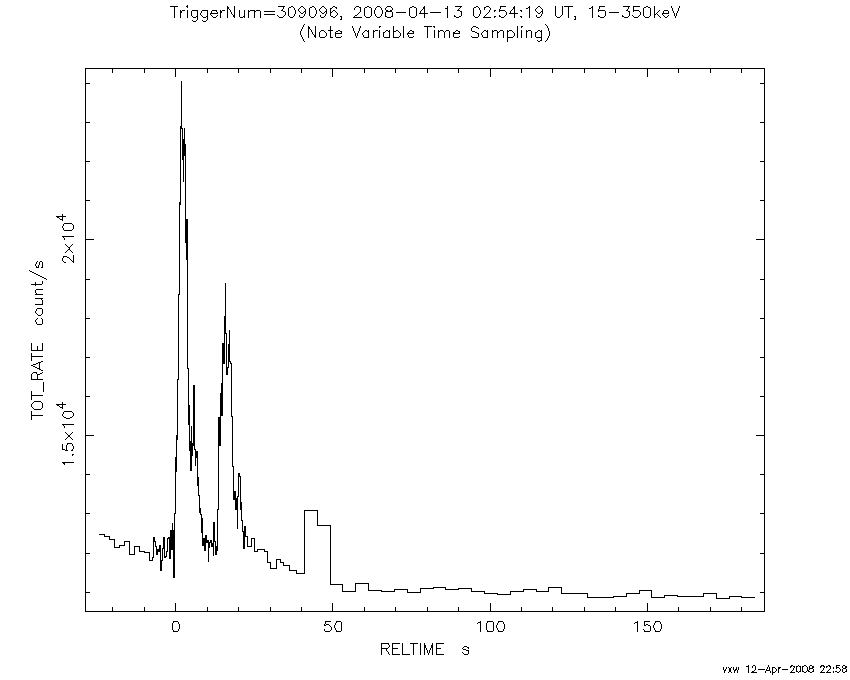 TriggerNum=309096, 2008-04-13 02:54:19 UT, 15-350keV
(Note Variable Time Sampling)
2×10⁴
1.5×10⁴
TOT_RATE count/s
0 50 100 150
RELTIME s
vxw 12-Apr-2008 22:58